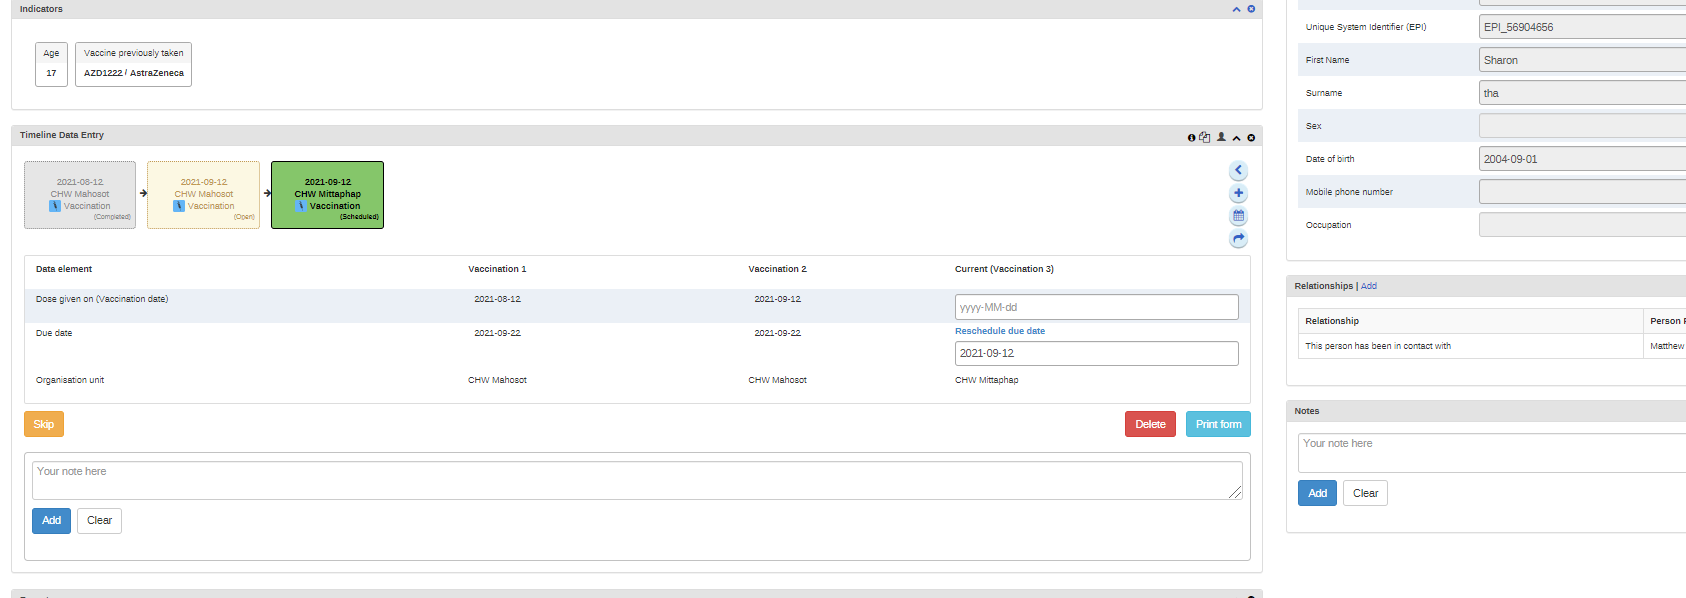 Indicators
Age
17
Vaccine previously taken
AZD1222 / AstraZeneca
Timeline Data Entry
2021-08-12
CHW Mahosot
Vaccination
(Completed)
2021-09-12
CHW Mahosot
Vaccination
(Open)
2021-09-12
CHW Mittaphap
Vaccination
(Scheduled)
Data element Vaccination 1 Vaccination 2 Current (Vaccination 3)
Dose given on (Vaccination date) 2021-08-12 2021-09-12 yyyy-MM-dd
Due date 2021-09-22 2021-09-22 Reschedule due date
2021-09-12
Organisation unit CHW Mahosot CHW Mahosot CHW Mittaphap
Skip Delete Print form
Your note here
Add Clear
Unique System Identifier (EPI) EPI_56904656
First Name Sharon
Surname tha
Sex
Date of birth 2004-09-01
Mobile phone number
Occupation
Relationships | Add
Relationship Person
This person has been in contact with Matthew
Notes
Your note here
Add Clear